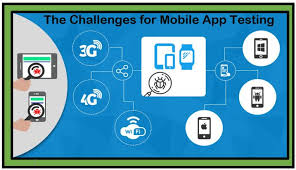 The Challenges for Mobile App Testing
3G
4G
Wi Fi